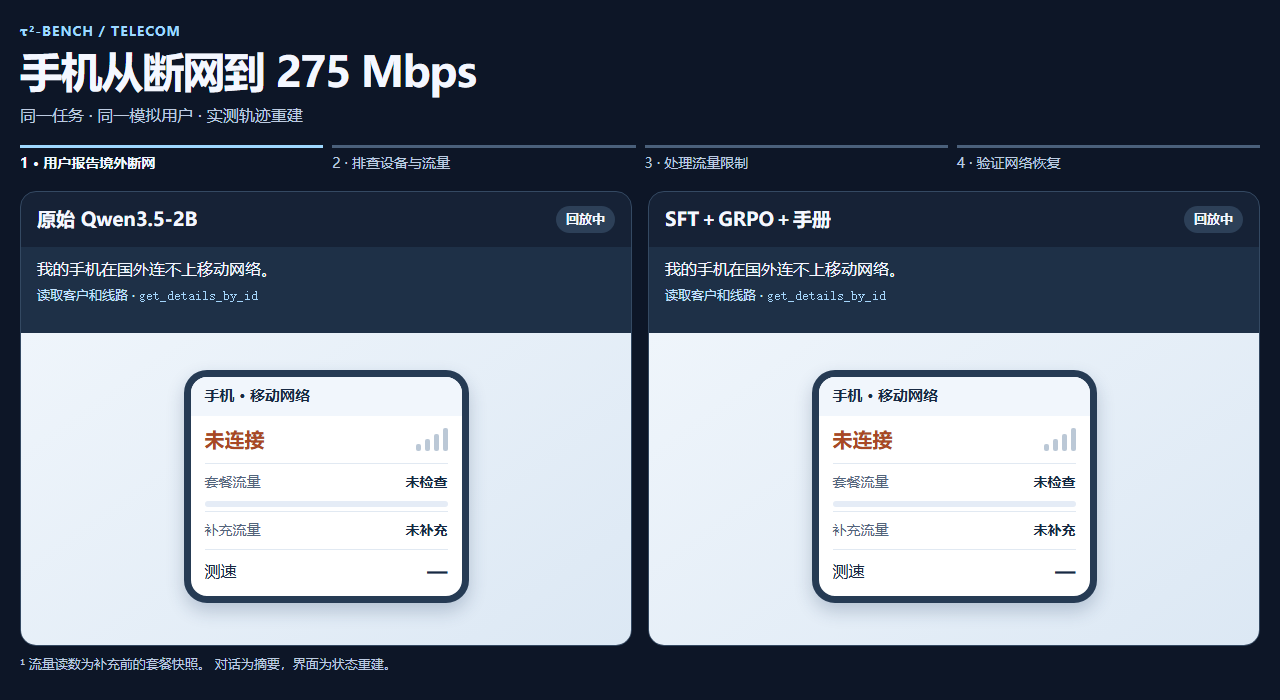 τ²-BENCH / TELECOM
手机从断网到 275 Mbps
同一任务 · 同一模拟用户 · 实测轨迹重建
1 · 用户报告境外断网
2 · 排查设备与流量
3 · 处理流量限制
4 · 验证网络恢复
原始 Qwen3.5-2B
回放中
我的手机在国外连不上移动网络。
读取客户和线路 · get_details_by_id
手机 · 移动网络
未连接
套餐流量 未检查
补充流量 未补充
测速 —
SFT + GRPO + 手册
回放中
我的手机在国外连不上移动网络。
读取客户和线路 · get_details_by_id
手机 · 移动网络
未连接
套餐流量 未检查
补充流量 未补充
测速 —
¹ 流量读数为补充前的套餐快照。 对话为摘要，界面为状态重建。